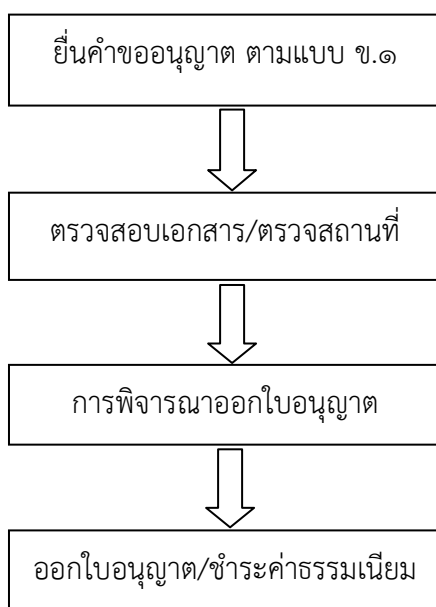 ยื่นคำขออนุญาต ตามแบบ ข.๑
ตรวจสอบเอกสาร/ตรวจสถานที่
การพิจารณาออกใบอนุญาต
ออกใบอนุญาต/ชำระค่าธรรมเนียม